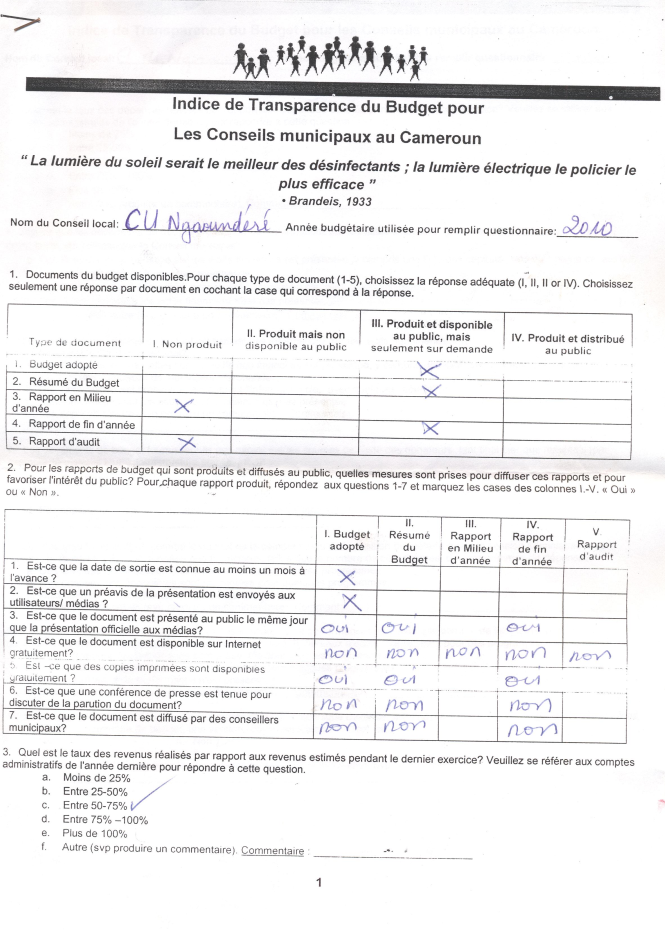 Indice de Transparence du Budget pour
Les Conseils municipaux au Cameroun
“ La lumière du soleil serait le meilleur des désinfectants ; la lumière électrique le policier le
plus efficace ”
• Brandeis, 1933
Nom du Conseil local: CU Ngaoundéré Année budgétaire utilisée pour remplir questionnaire: 2010
1. Documents du budget disponibles.Pour chaque type de document (1-5), choisissez la réponse adéquate (I, II, II or IV). Choisissez
seulement une réponse par document en cochant la case qui correspond à la réponse.
Type de document I. Non produit II. Produit mais non disponible au public III. Produit et disponible au public, mais seulement sur demande IV. Produit et distribué au public
1. Budget adopté X
2. Résumé du Budget X
3. Rapport en Milieu
d'année X
4. Rapport de fin d'année X
5. Rapport d'audit X
2. Pour les rapports de budget qui sont produits et diffusés au public, quelles mesures sont prises pour diffuser ces rapports et pour
favoriser l'intérêt du public? Pour chaque rapport produit, répondez aux questions 1-7 et marquez les cases des colonnes I.-V. « Oui »
ou « Non ».
I. Budget adopté II. Résumé du Budget III. Rapport en Milieu d'année IV. Rapport de fin d'année V. Rapport d'audit
1. Est-ce que la date de sortie est connue au moins un mois à
l'avance ? X
2. Est-ce que un préavis de la présentation est envoyés aux
utilisateurs/ médias ? X
3. Est-ce que le document est présenté au public le même jour
que la présentation officielle aux médias? oui oui oui
4. Est-ce que le document est disponible sur Internet
gratuitement? non non non non non
5. Est –ce que des copies imprimées sont disponibles
gratuitement ? oui oui oui
6. Est-ce que une conférence de presse est tenue pour
discuter de la parution du document? non non non
7. Est-ce que le document est diffusé par des conseillers
municipaux? non non non
3. Quel est le taux des revenus réalisés par rapport aux revenus estimés pendant le dernier exercice? Veuillez se référer aux comptes
administratifs de l'année dernière pour répondre à cette question.
a. Moins de 25%
b. Entre 25-50%
c. Entre 50-75% ✓
d. Entre 75% –100%
e. Plus de 100%
f. Autre (svp produire un commentaire). Commentaire :
1